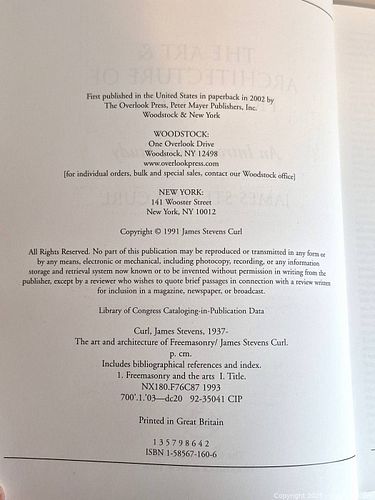 First published in the United States in paperback in 2002 by
The Overlook Press, Peter Mayer Publishers, Inc.
Woodstock & New York
WOODSTOCK:
One Overlook Drive
Woodstock, NY 12498
www.overlookpress.com
[for individual orders, bulk and special sales, contact our Woodstock office]
NEW YORK:
141 Wooster Street
New York, NY 10012
Copyright © 1991 James Stevens Curl
All Rights Reserved. No part of this publication may be reproduced or transmitted in any form or
by any means, electronic or mechanical, including photocopy, recording, or any information
storage and retrieval system now known or to be invented without permission in writing from the
publisher, except by a reviewer who wishes to quote brief passages in connection with a review written
for inclusion in a magazine, newspaper, or broadcast.
Library of Congress Cataloging-in-Publication Data
Curl, James Stevens, 1937-
The art and architecture of Freemasonry/ James Stevens Curl.
p. cm.
Includes bibliographical references and index.
1. Freemasonry and the arts I. Title.
NX180.F76C87 1993
700'.1.'03—dc20 92-35041 CIP
Printed in Great Britain
1 3 5 7 9 8 6 4 2
ISBN 1-58567-160-6